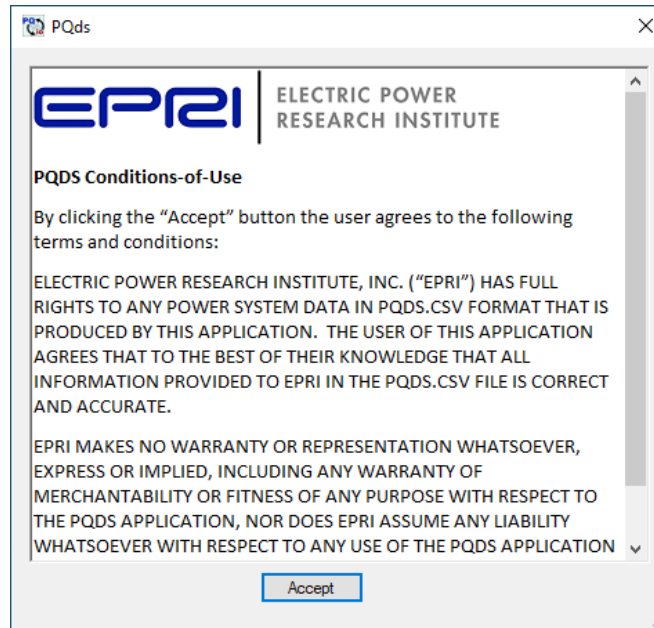 PQds
EPRI
ELECTRIC POWER
RESEARCH INSTITUTE
PQDS Conditions-of-Use
By clicking the “Accept” button the user agrees to the following
terms and conditions:
ELECTRIC POWER RESEARCH INSTITUTE, INC. (“EPRI”) HAS FULL
RIGHTS TO ANY POWER SYSTEM DATA IN PQDS.CSV FORMAT THAT IS
PRODUCED BY THIS APPLICATION.  THE USER OF THIS APPLICATION
AGREES THAT TO THE BEST OF THEIR KNOWLEDGE THAT ALL
INFORMATION PROVIDED TO EPRI IN THE PQDS.CSV FILE IS CORRECT
AND ACCURATE.
EPRI MAKES NO WARRANTY OR REPRESENTATION WHATSOEVER,
EXPRESS OR IMPLIED, INCLUDING ANY WARRANTY OF
MERCHANTABILITY OR FITNESS OF ANY PURPOSE WITH RESPECT TO
THE PQDS APPLICATION, NOR DOES EPRI ASSUME ANY LIABILITY
WHATSOEVER WITH RESPECT TO ANY USE OF THE PQDS APPLICATION
Accept